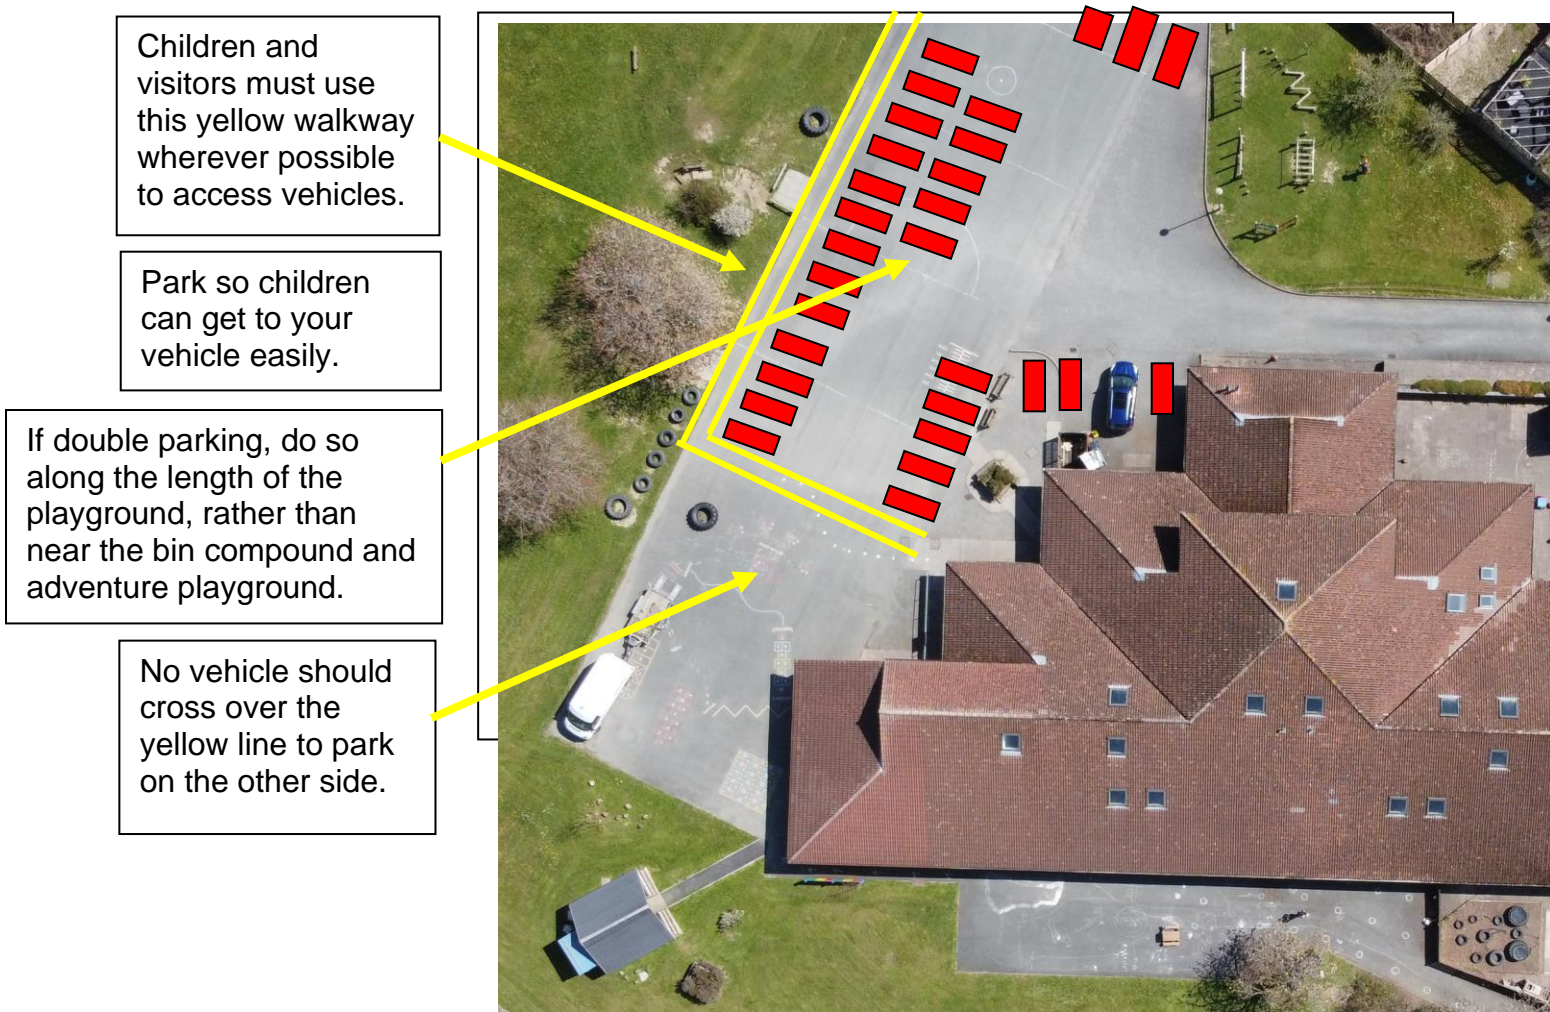 Children and
visitors must use
this yellow walkway
wherever possible
to access vehicles.
Park so children
can get to your
vehicle easily.
If double parking, do so
along the length of the
playground, rather than
near the bin compound and
adventure playground.
No vehicle should
cross over the
yellow line to park
on the other side.